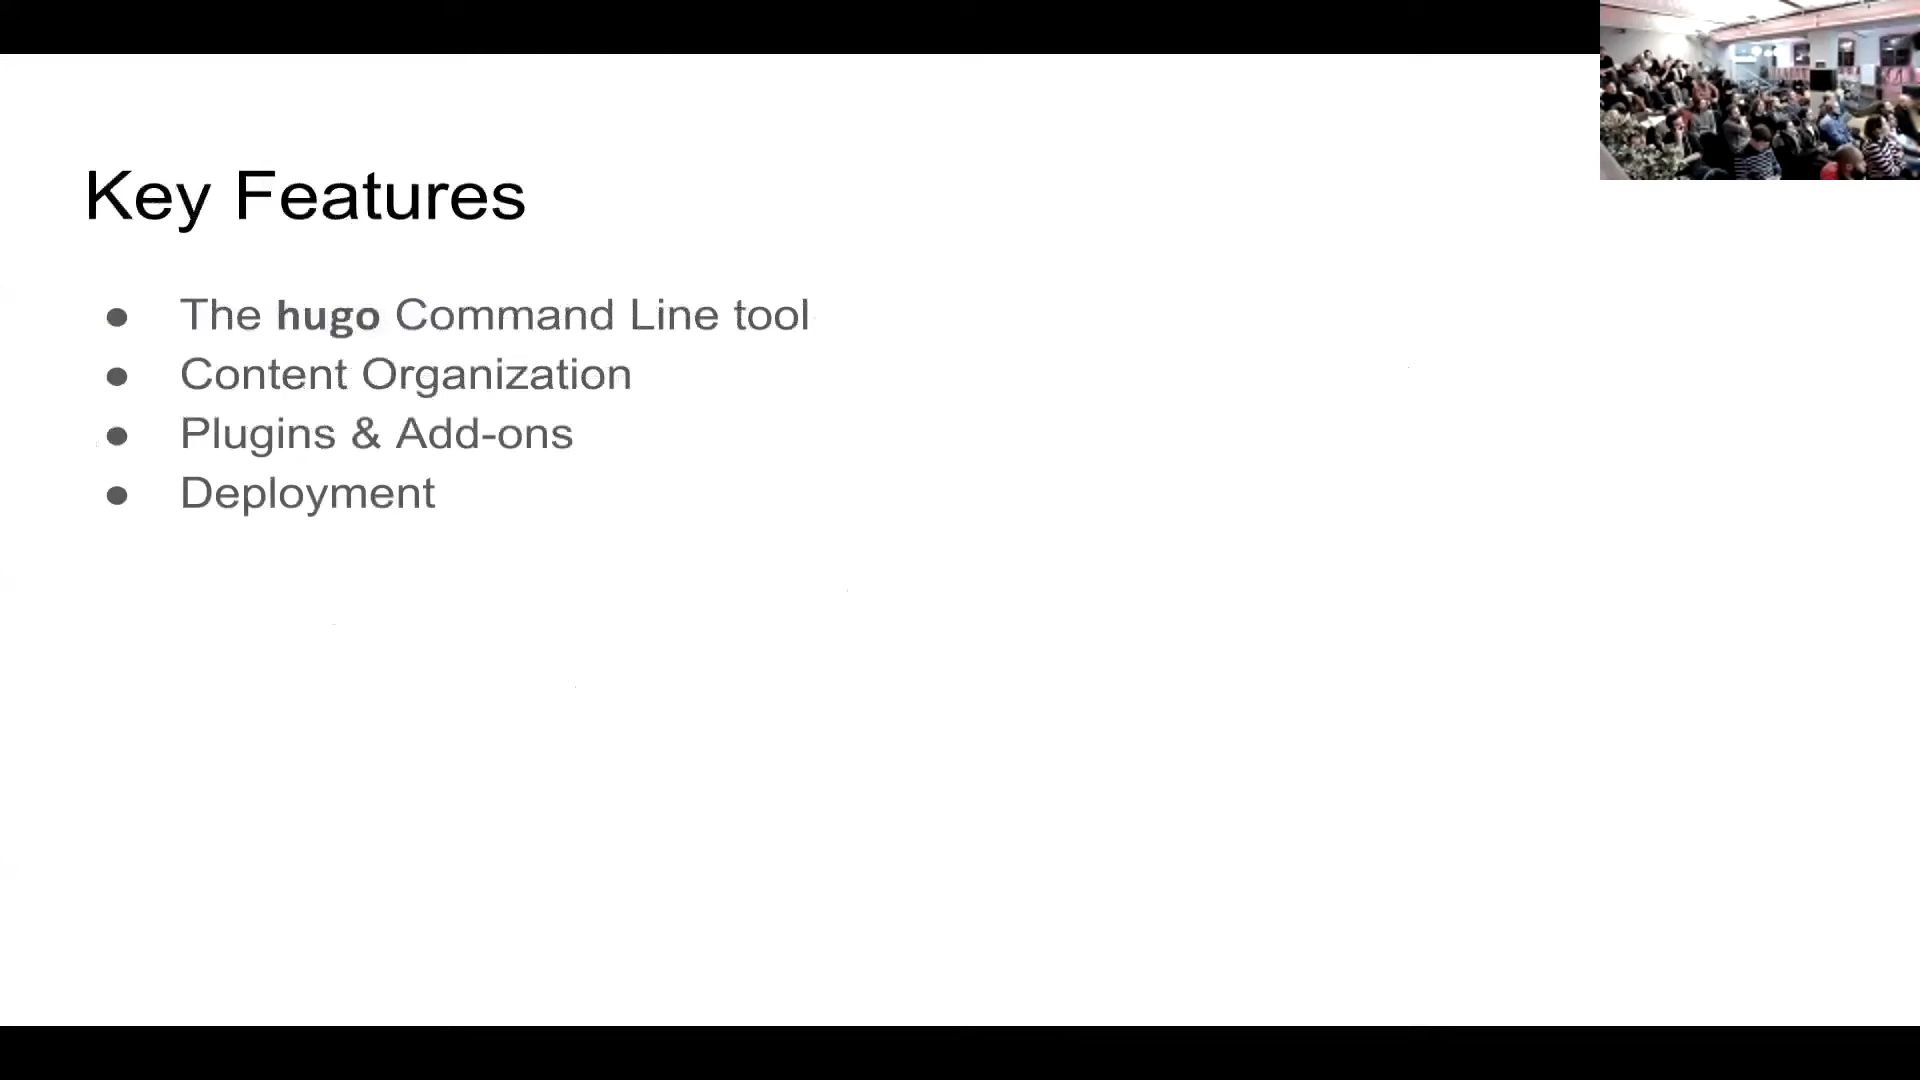 Key Features
● The hugo Command Line tool
● Content Organization
● Plugins & Add-ons
● Deployment